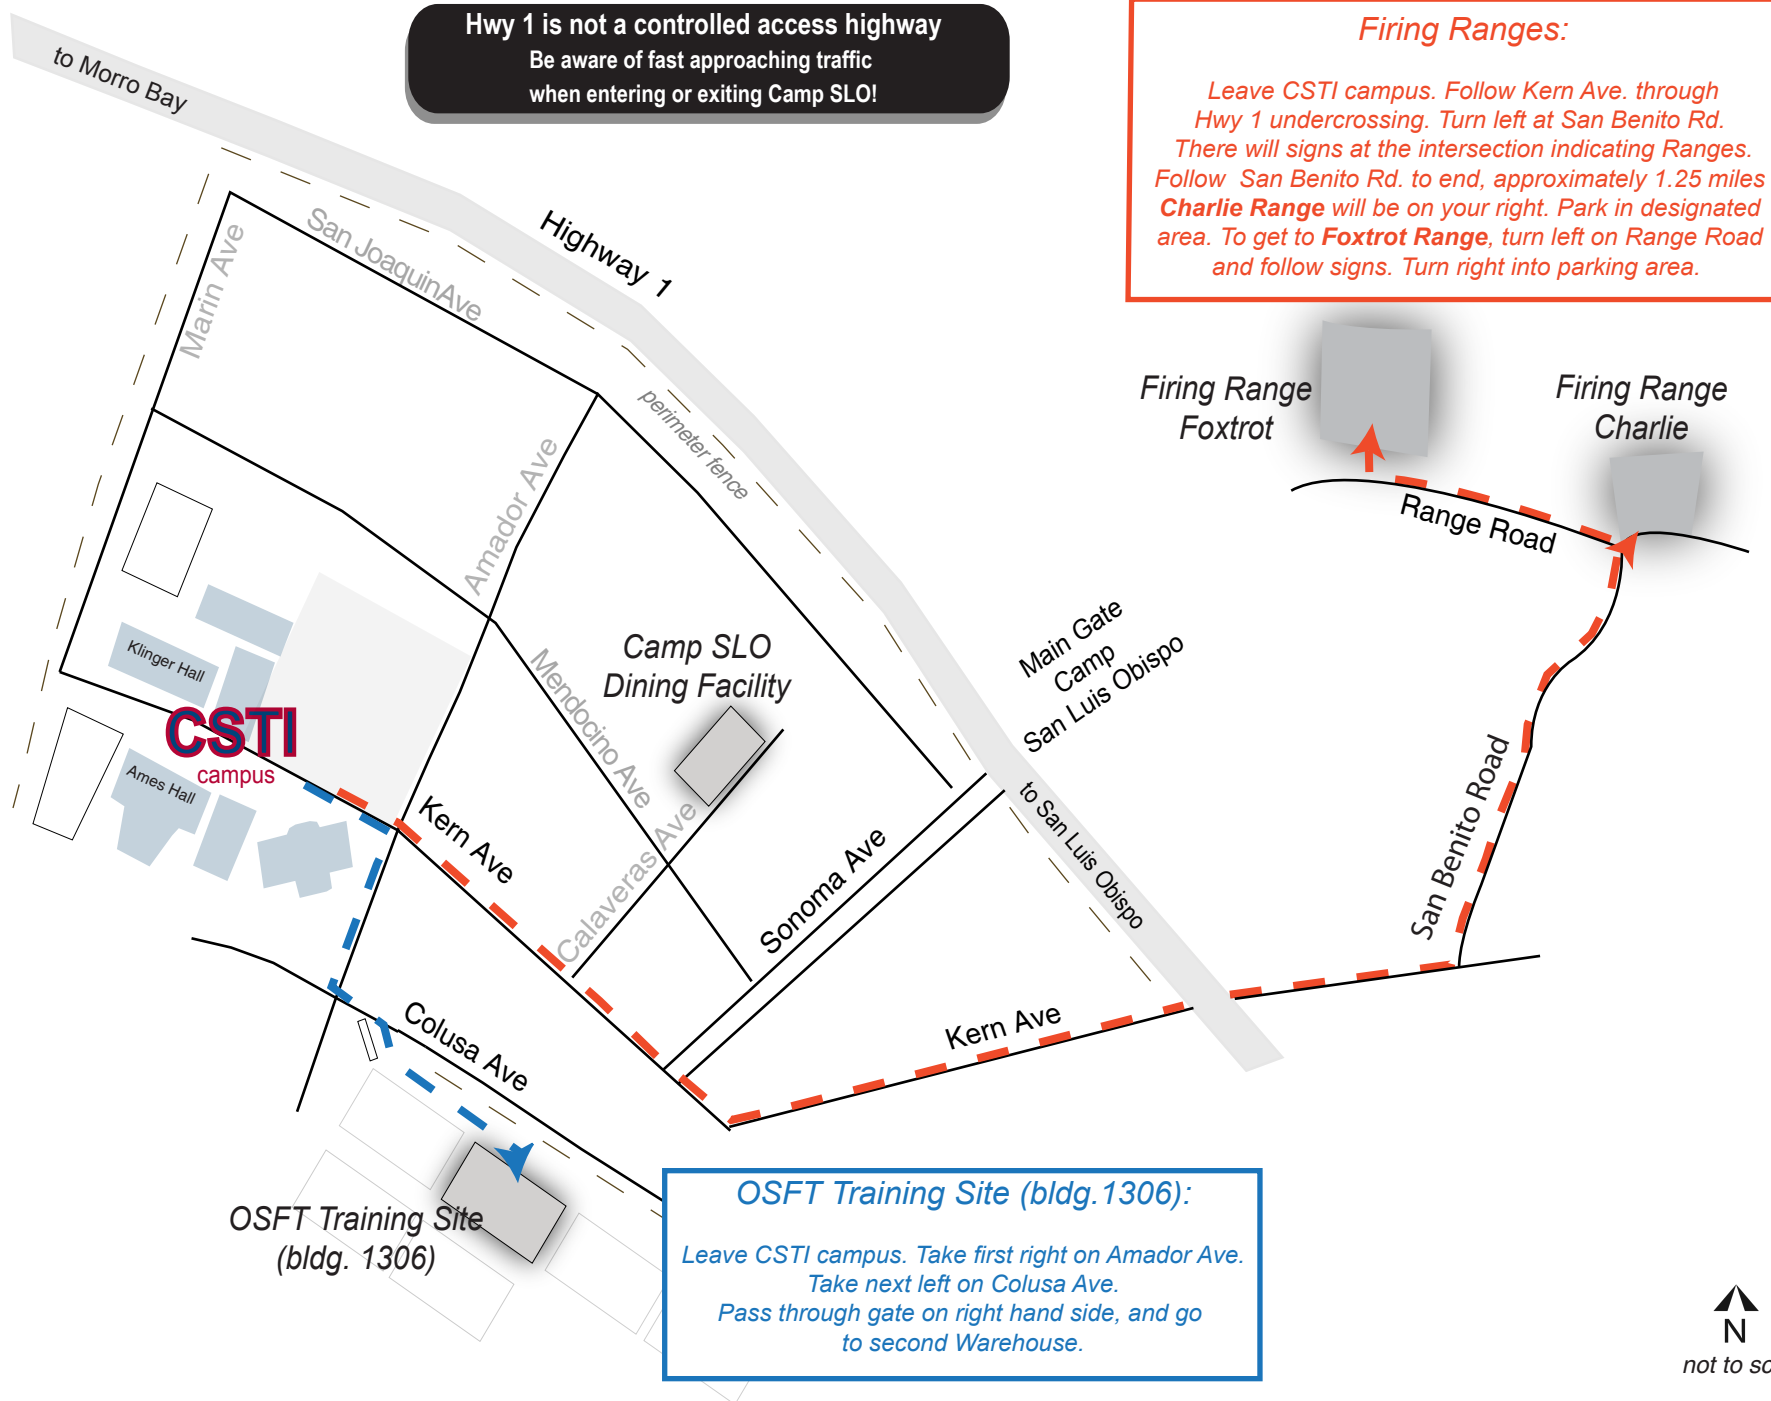 Hwy 1 is not a controlled access highway
Be aware of fast approaching traffic
when entering or exiting Camp SLO!
Firing Ranges:
Leave CSTI campus. Follow Kern Ave. through
Hwy 1 undercrossing. Turn left at San Benito Rd.
There will signs at the intersection indicating Ranges.
Follow San Benito Rd. to end, approximately 1.25 miles
Charlie Range will be on your right. Park in designated
area. To get to Foxtrot Range, turn left on Range Road
and follow signs. Turn right into parking area.
to Morro Bay
Highway 1
San JoaquinAve
Marin Ave
perimeter fence
Amador Ave
Firing Range
Foxtrot
Firing Range
Charlie
Range Road
Main Gate
Camp
San Luis Obispo
Camp SLO
Dining Facility
Mendocino Ave
Klinger Hall
CSTI
campus
Ames Hall
Kern Ave
Calaveras Ave
Sonoma Ave
to San Luis Obispo
San Benito Road
Kern Ave
Colusa Ave
OSFT Training Site
(bldg. 1306)
OSFT Training Site (bldg.1306):
Leave CSTI campus. Take first right on Amador Ave.
Take next left on Colusa Ave.
Pass through gate on right hand side, and go
to second Warehouse.
N
not to sc